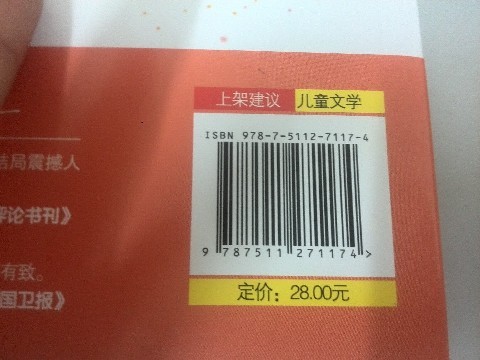 上架建议 儿童文学
ISBN 978-7-5112-7117-4
9 787511 271174 >
定价：28.00元
结局震撼人
评论书刊》
有致。
国卫报》